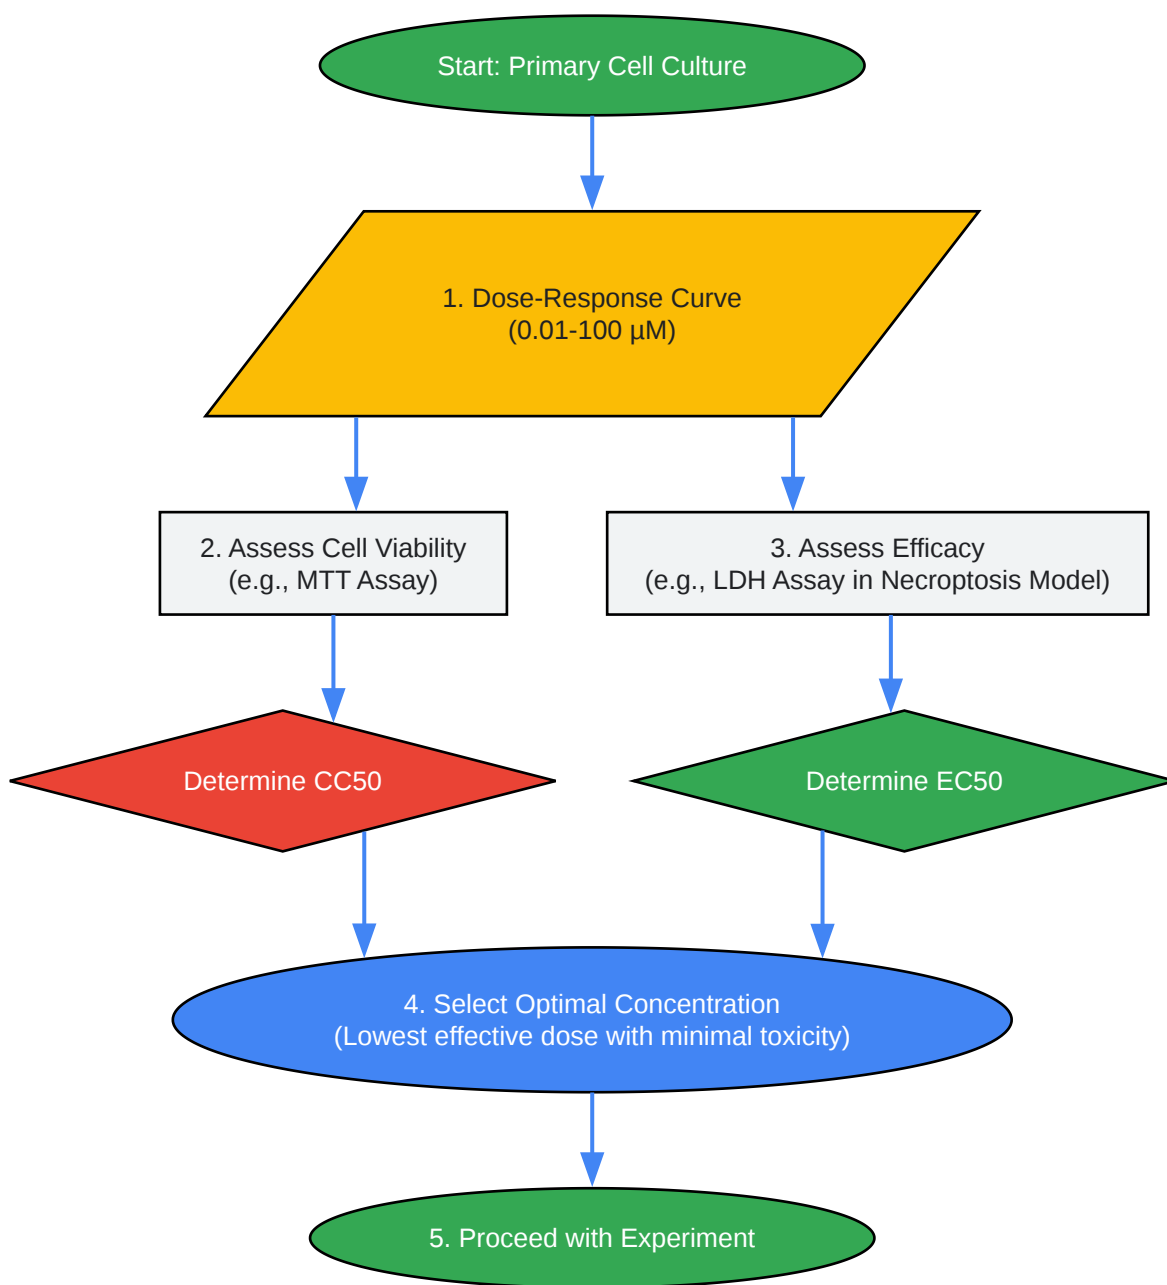 Start: Primary Cell Culture
1. Dose-Response Curve
(0.01-100 µM)
2. Assess Cell Viability
(e.g., MTT Assay)
3. Assess Efficacy
(e.g., LDH Assay in Necroptosis Model)
Determine CC50
Determine EC50
4. Select Optimal Concentration
(Lowest effective dose with minimal toxicity)
5. Proceed with Experiment